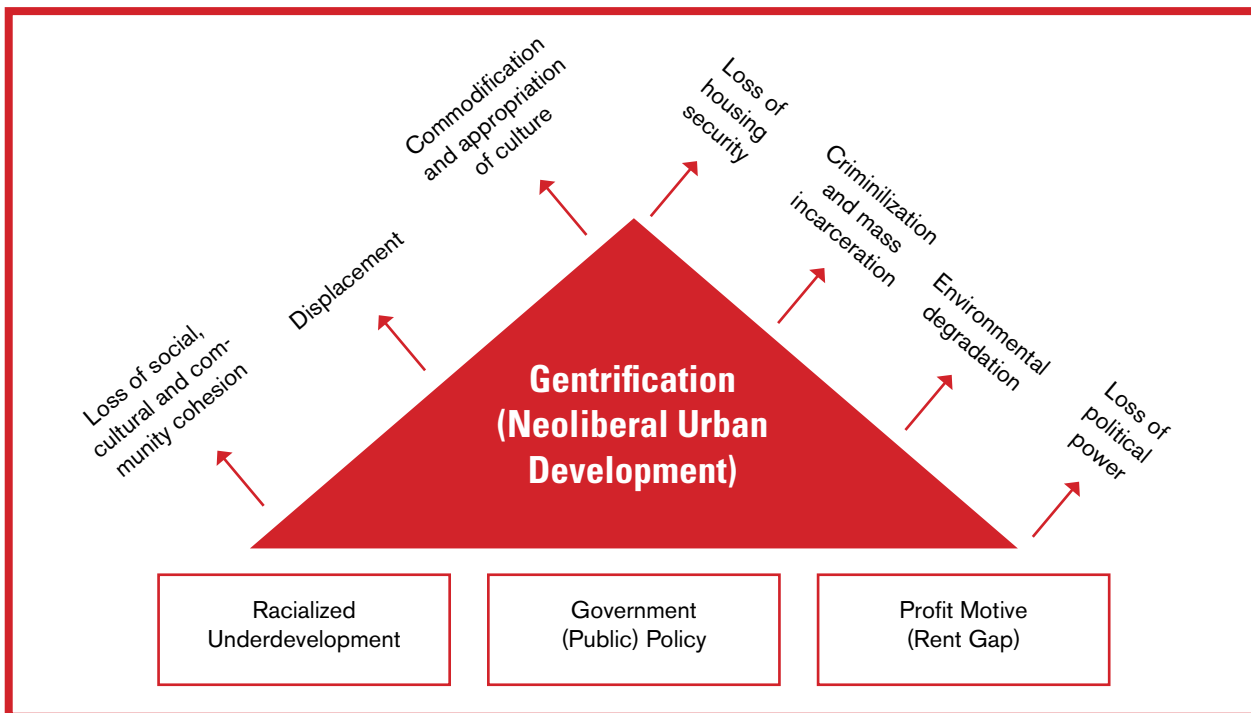 Loss of social,
cultural and com-
munity cohesion
Displacement
Commodification
and appropriation
of culture
Loss of
housing
security
Criminilization
and mass
incarceration
Environmental
degradation
Loss of
political
power
Gentrification
(Neoliberal Urban
Development)
Racialized
Underdevelopment
Government
(Public) Policy
Profit Motive
(Rent Gap)